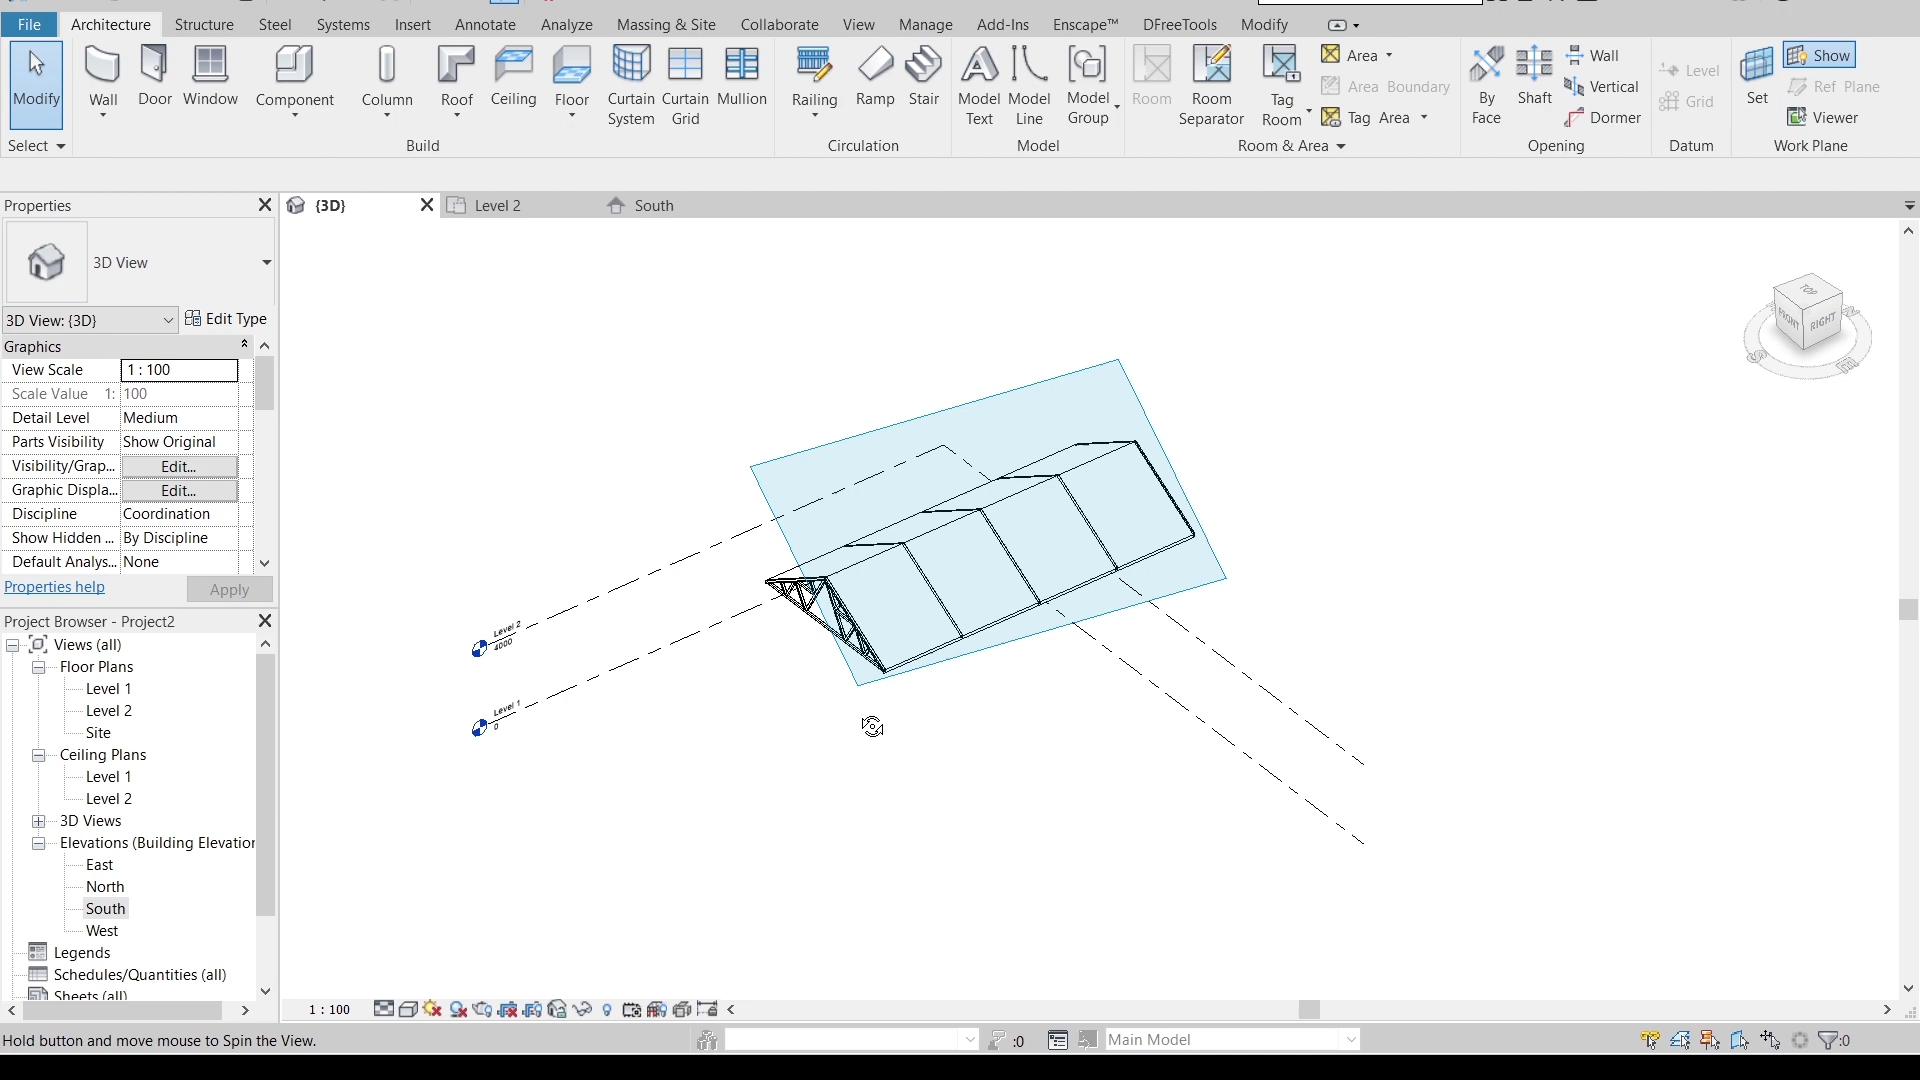 File Architecture Structure Steel Systems Insert Annotate Analyze Massing & Site Collaborate View Manage Add-Ins Enscape™ DFreeTools Modify
Modify
Wall
Door
Window
Component
Column
Roof
Ceiling
Floor
Curtain System
Curtain Grid
Mullion
Railing
Ramp
Stair
Model Text
Model Line
Model Group
Room
Room Separator
Tag Room
Area
Area Boundary
Tag Area
By Face
Shaft
Wall
Vertical
Dormer
Level
Grid
Set
Show
Ref Plane
Viewer
Select Build Circulation Model Room & Area Opening Datum Work Plane
Properties
{3D} Level 2 South
3D View
3D View: {3D} Edit Type
Graphics
View Scale 1 : 100
Scale Value 1: 100
Detail Level Medium
Parts Visibility Show Original
Visibility/Grap... Edit...
Graphic Displa... Edit...
Discipline Coordination
Show Hidden ... By Discipline
Default Analys... None
Properties help Apply
Project Browser - Project2
Views (all)
Floor Plans
Level 1
Level 2
Site
Ceiling Plans
Level 1
Level 2
3D Views
Elevations (Building Elevation
East
North
South
West
Legends
Schedules/Quantities (all)
Sheets (all)
TOP
FRONT
RIGHT
Level 2
4000
Level 1
0
1 : 100
Hold button and move mouse to Spin the View.
:0
Main Model
:0